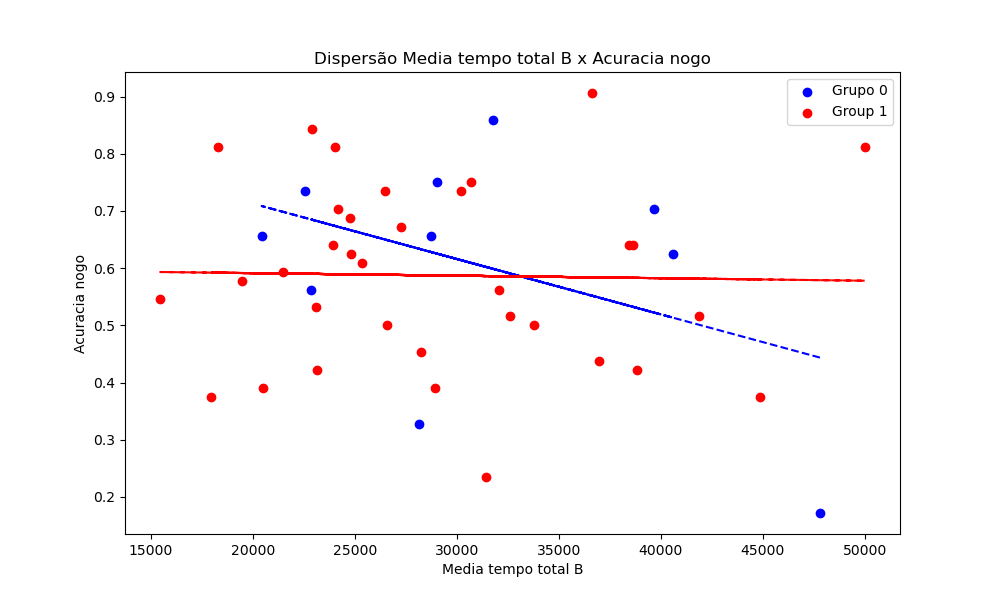 Dispersão Media tempo total B x Acuracia nogo
Grupo 0
Group 1
Acuracia nogo
0.9
0.8
0.7
0.6
0.5
0.4
0.3
0.2
15000 20000 25000 30000 35000 40000 45000 50000
Media tempo total B